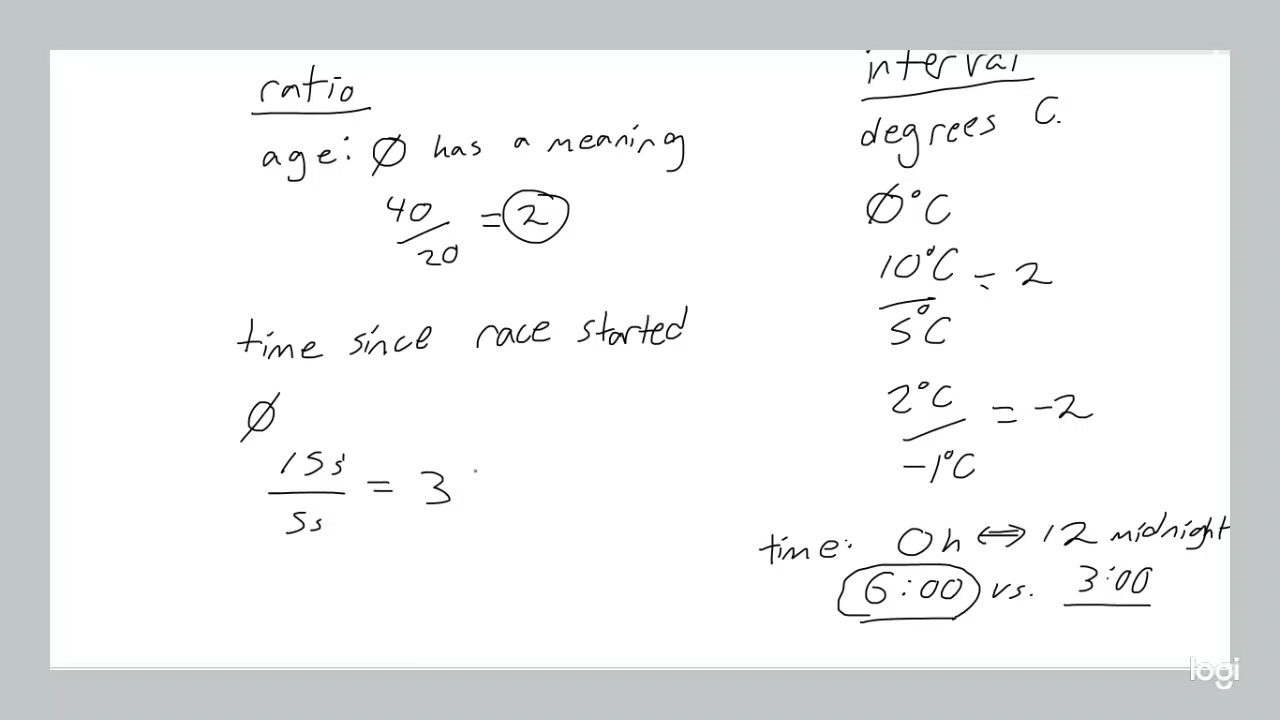 ratio
age: Ø has a meaning
40/20 = 2
time since race started
Ø
15s
5s
= 3
interval
degrees C.
Ø°C
10°C
5°C
÷ 2
2°C
-1°C
= -2
time: 0h ⇔ 12 midnight
6:00 vs. 3:00
logi